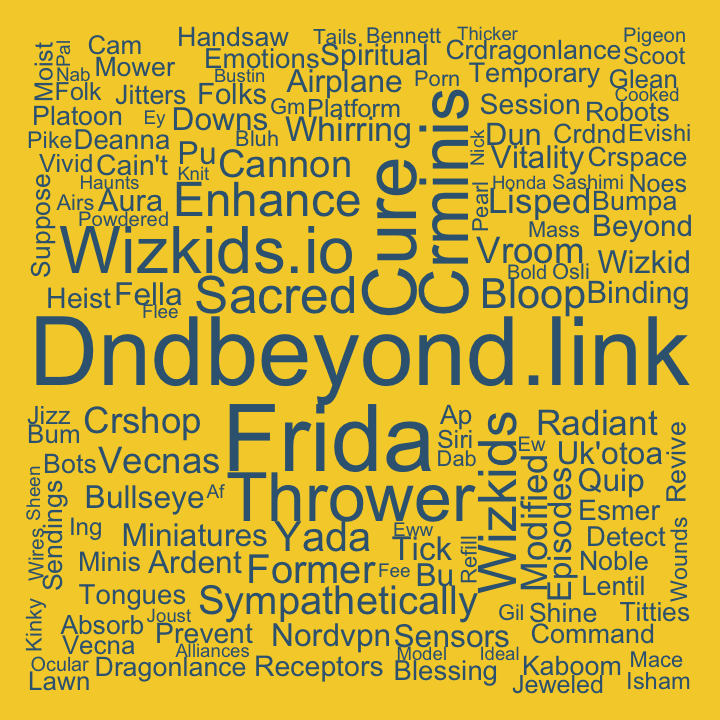 Moist
Pal
Nab
Cam
Handsaw
Tails
Bennett
Thicker
Pigeon
Mower
Emotions
Spiritual
Crdragonlance
Scoot
Bustin
Airplane
Porn
Temporary
Glean
Folk
Jitters
Folks
Gm
Platform
Session
Cooked
Robots
Platoon
Ey
Downs
Whirring
Crminis
Nick
Dun
Crdnd
Evishi
Pike
Deanna
Bluh
Pu
Vitality
Crspace
Vivid
Cain't
Knit
Cannon
Cure
Haunts
Honda
Sashimi
Noes
Suppose
Airs
Aura
Enhance
Pearl
Lisped
Bumpa
Powdered
Mass
Beyond
Wizkids.io
Vroom
Wizkid
Bold
Osli
Heist
Fella
Sacred
Bloop
Binding
Flee
Dndbeyond.link
Jizz
Crshop
Frida
Ap
Wizkids
Radiant
Revive
Bum
Siri
Ew
Uk'otoa
Bots
Vecnas
Dab
Modified
Episodes
Quip
Sheen
Sendings
Bullseye
Af
Thrower
Esmer
Ing
Miniatures
Yada
Eww
Tick
Refill
Detect
Wounds
Wires
Minis
Ardent
Former
Fee
Bu
Noble
Lentil
Tongues
Sympathetically
Gil
Shine
Titties
Kinky
Absorb
Joust
Prevent
Nordvpn
Sensors
Command
Vecna
Alliances
Model
Ideal
Ocular
Dragonlance
Receptors
Blessing
Kaboom
Mace
Lawn
Jeweled
Isham